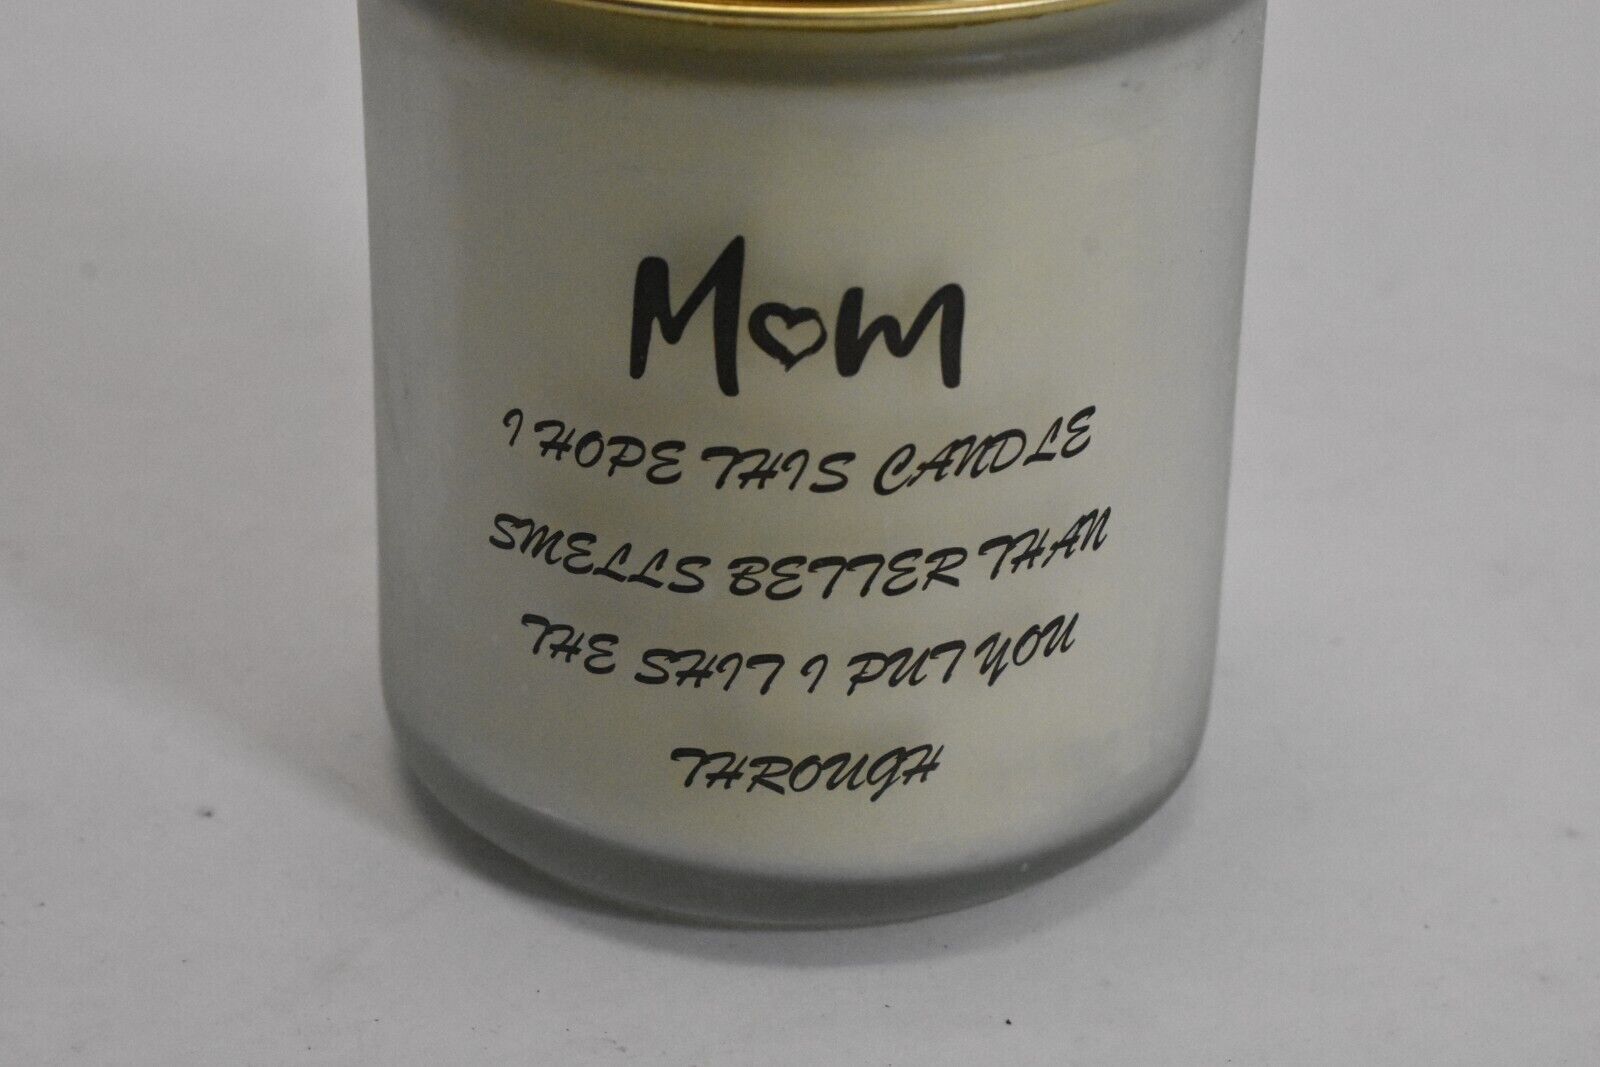 Mom
I HOPE THIS CANDLE
SMELLS BETTER THAN
THE SHIT I PUT YOU
THROUGH